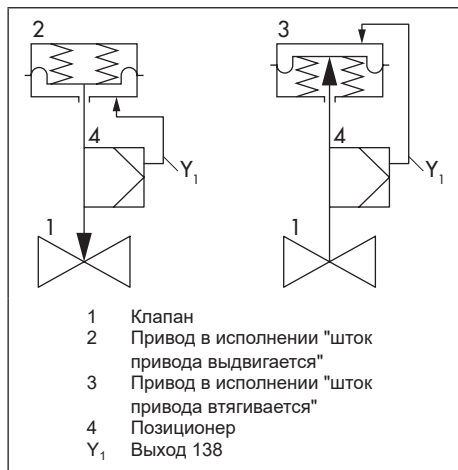 2
3
4
4
Y₁
Y₁
1
1
1 Клапан
2 Привод в исполнении "шток
привода выдвигается"
3 Привод в исполнении "шток
привода втягивается"
4 Позиционер
Y₁ Выход 138